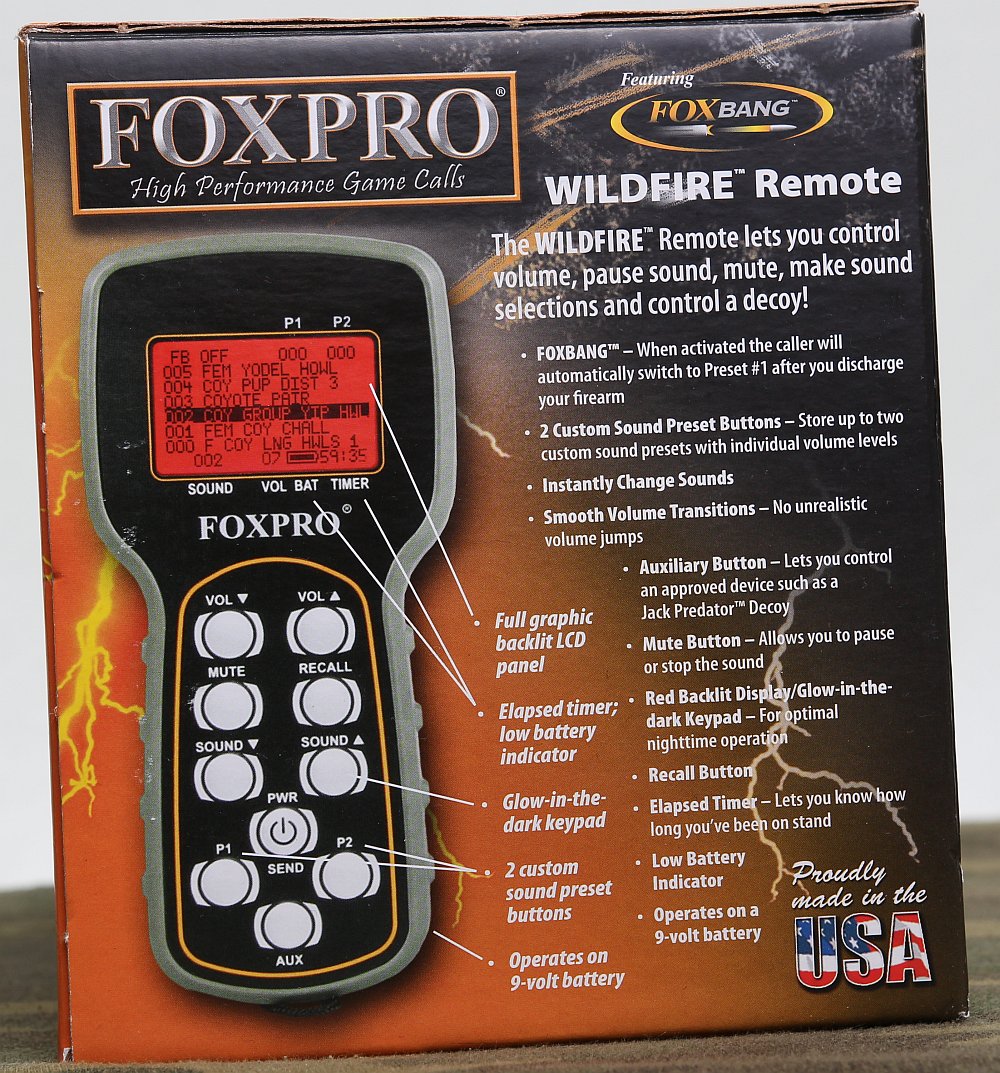 FOXPRO®
High Performance Game Calls
Featuring
FOXBANG™
WILDFIRE™ Remote
The WILDFIRE™ Remote lets you control
volume, pause sound, mute, make sound
selections and control a decoy!
• FOXBANG™ – When activated the caller will
automatically switch to Preset #1 after you discharge
your firearm
• 2 Custom Sound Preset Buttons – Store up to two
custom sound presets with individual volume levels
• Instantly Change Sounds
• Smooth Volume Transitions – No unrealistic
volume jumps
• Auxiliary Button – Lets you control
an approved device such as a
Jack Predator™ Decoy
• Mute Button – Allows you to pause
or stop the sound
• Red Backlit Display/Glow-in-the-
dark Keypad – For optimal
nighttime operation
• Recall Button
• Elapsed Timer – Lets you know how
long you've been on stand
• Low Battery
Indicator
• Operates on a
9-volt battery
P1 P2
FB OFF 000 000
005 FEM YODEL HOWL
004 COY PUP DIST 3
003 COYOTE PAIR
002 COY GROUP YIP HWL
001 FEM COY CHALL
000 F COY LNG HWLS 1
002 07 59:35
SOUND VOL BAT TIMER
FOXPRO®
VOL ▼ VOL ▲
MUTE RECALL
SOUND ▼ SOUND ▲
PWR
P1 P2
SEND
AUX
• Full graphic
backlit LCD
panel
• Elapsed timer;
low battery
indicator
• Glow-in-the-
dark keypad
• 2 custom
sound preset
buttons
• Operates on
9-volt battery
Proudly
made in the
USA